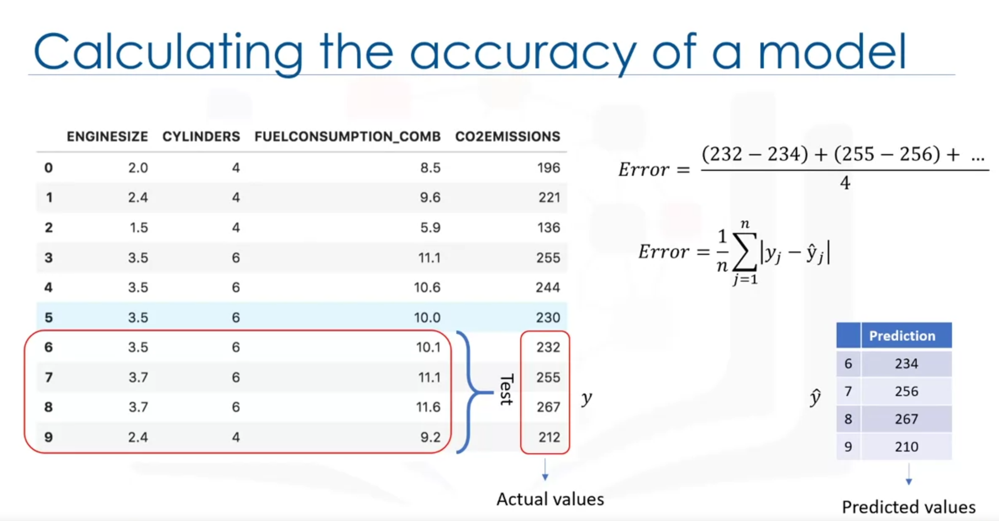 Calculating the accuracy of a model
ENGINESIZE CYLINDERS FUELCONSUMPTION_COMB CO2EMISSIONS
0 2.0 4 8.5 196
1 2.4 4 9.6 221
2 1.5 4 5.9 136
3 3.5 6 11.1 255
4 3.5 6 10.6 244
5 3.5 6 10.0 230
6 3.5 6 10.1 232
7 3.7 6 11.1 255
8 3.7 6 11.6 267
9 2.4 4 9.2 212
Test
y
Actual values
Error = \frac{(232 − 234) + (255 − 256) + ...}{4}
Error = \frac{1}{n} \sum_{j=1}^{n} |y_j − ŷ_j|
ŷ
Prediction
6 234
7 256
8 267
9 210
Predicted values